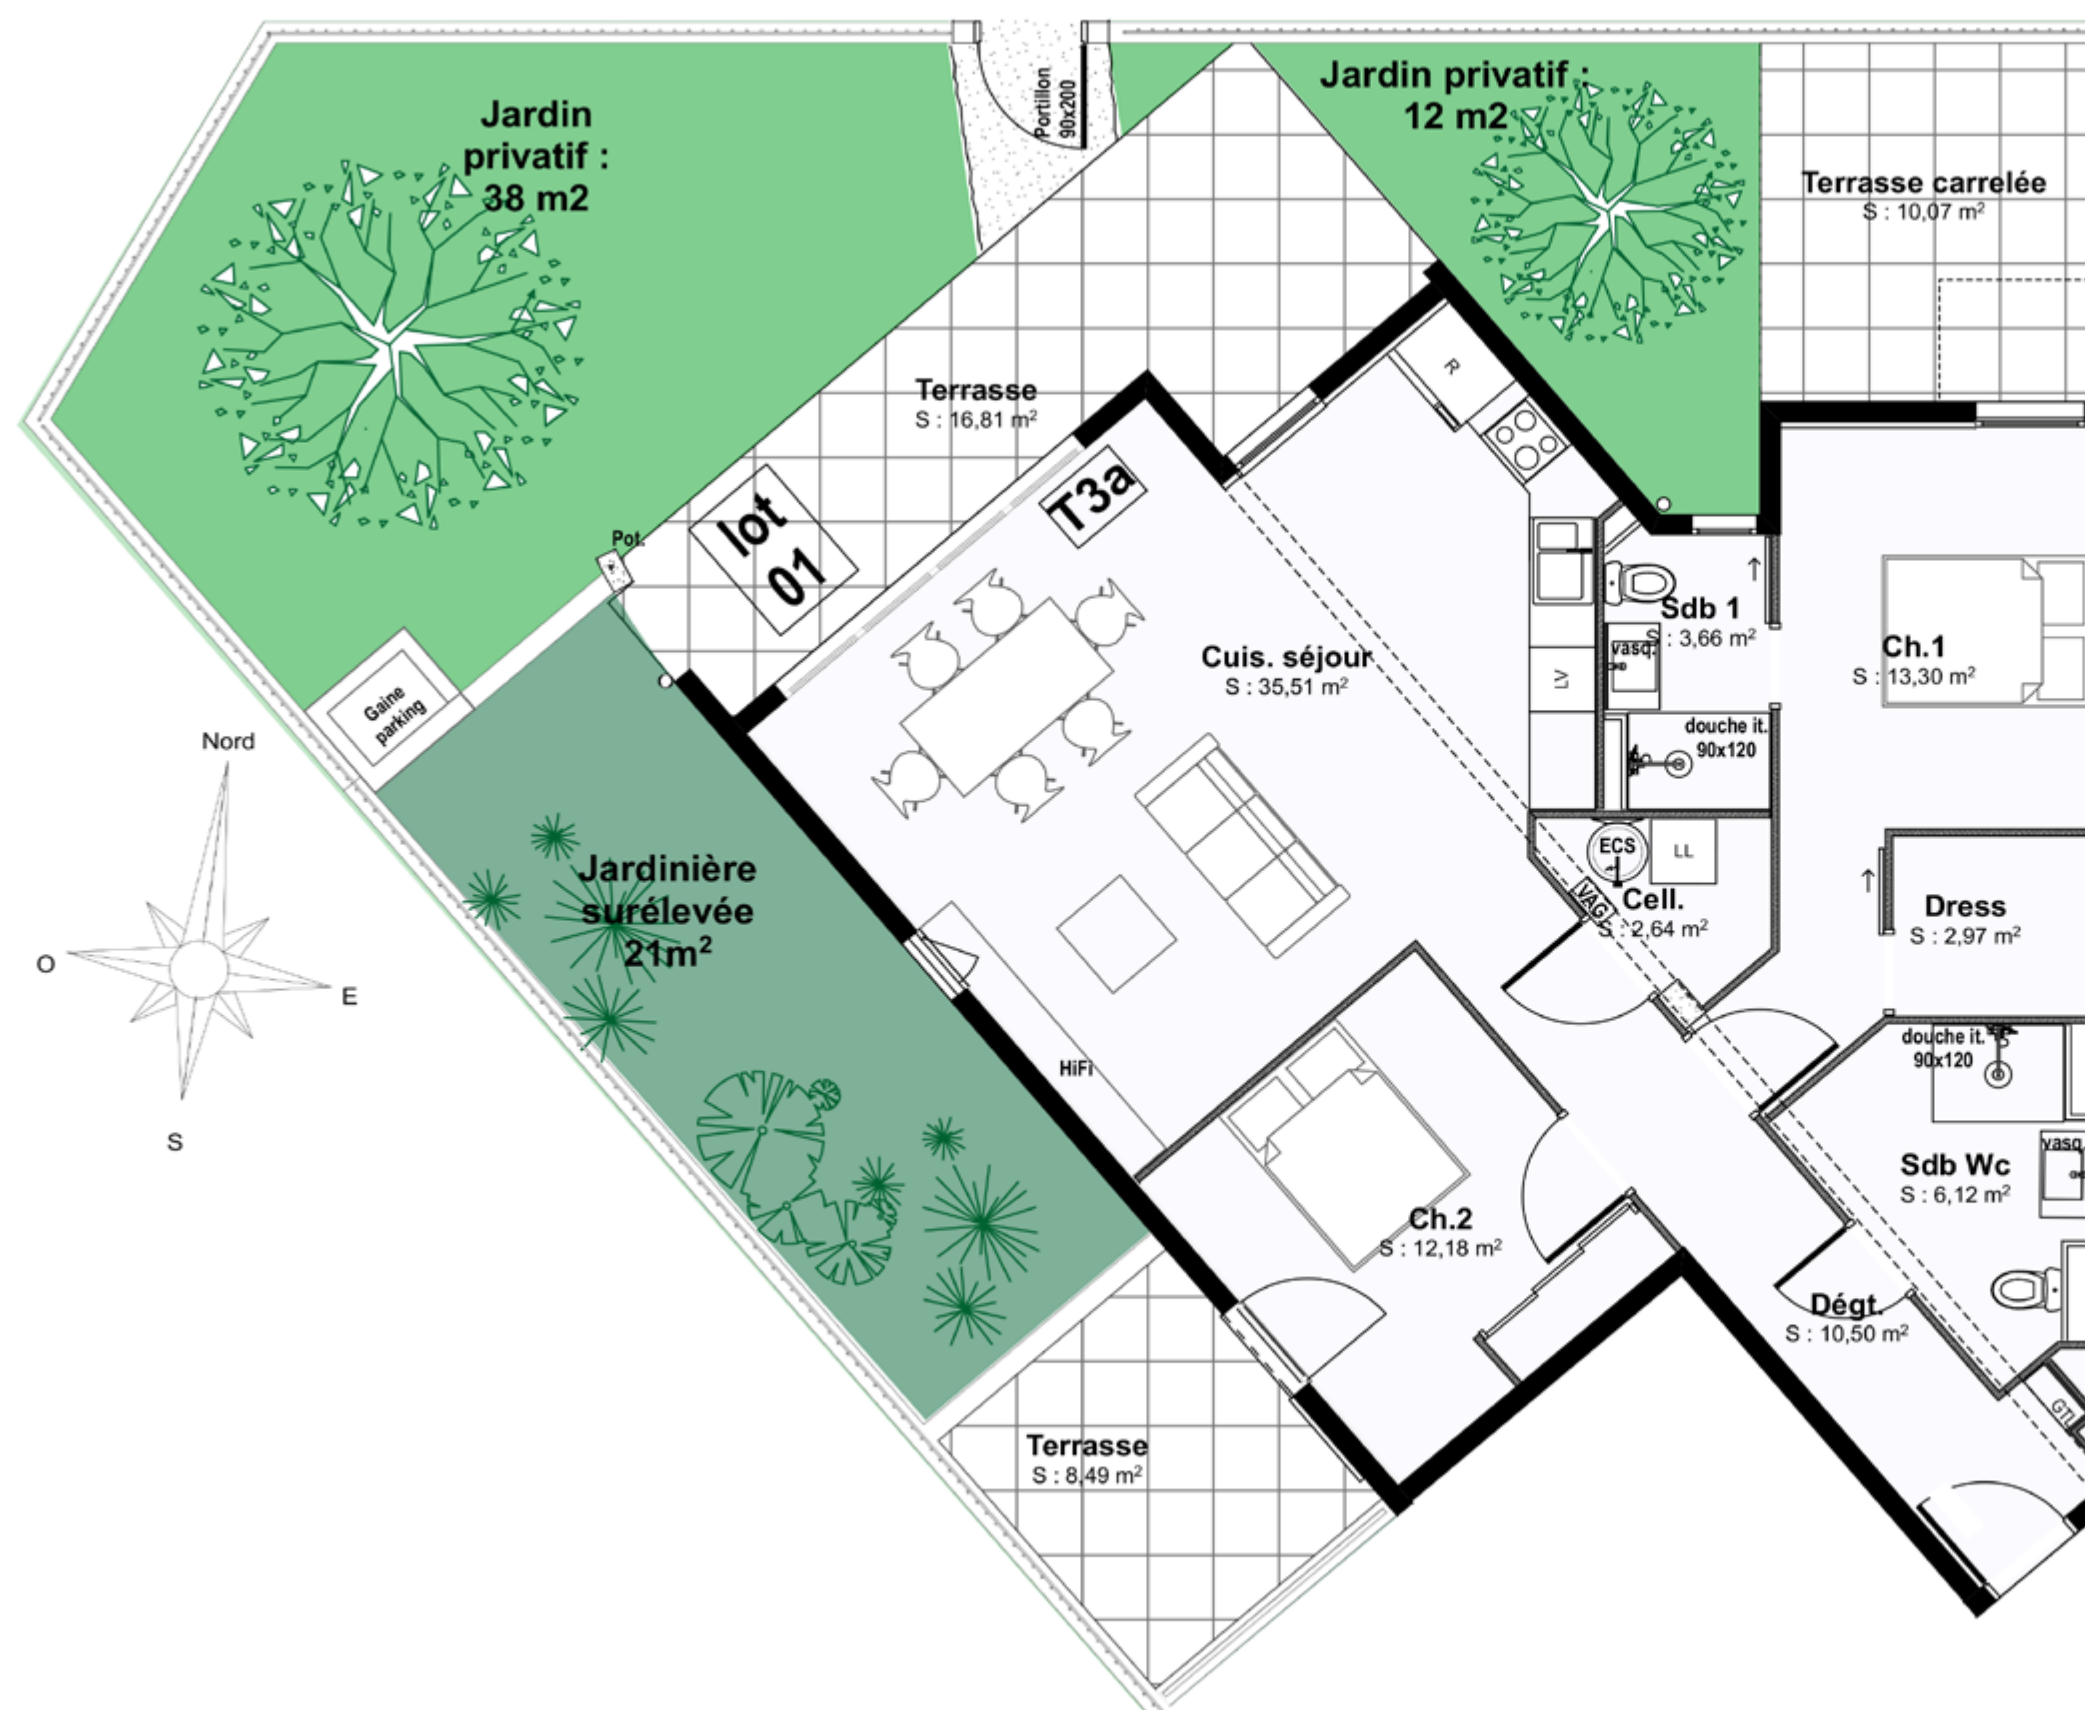 Jardin
privatif :
38 m2
Portillon
90x200
Jardin privatif :
12 m2
Terrasse carrelée
S : 10,07 m²
Terrasse
S : 16,81 m²
R
T3a
lot
01
Pot.
Gaine
parking
Cuis. séjour
S : 35,51 m²
LV
Sdb 1
S : 3,66 m²
vasq.
douche it.
90x120
Ch.1
S : 13,30 m²
Nord
O
E
S
Jardinière
surélevée
21m²
ECS
LL
VAG
Cell.
S : 2,64 m²
Dress
S : 2,97 m²
HiFi
douche it.
90x120
vasq.
Sdb Wc
S : 6,12 m²
Ch.2
S : 12,18 m²
Dégt.
S : 10,50 m²
GTL
Terrasse
S : 8,49 m²